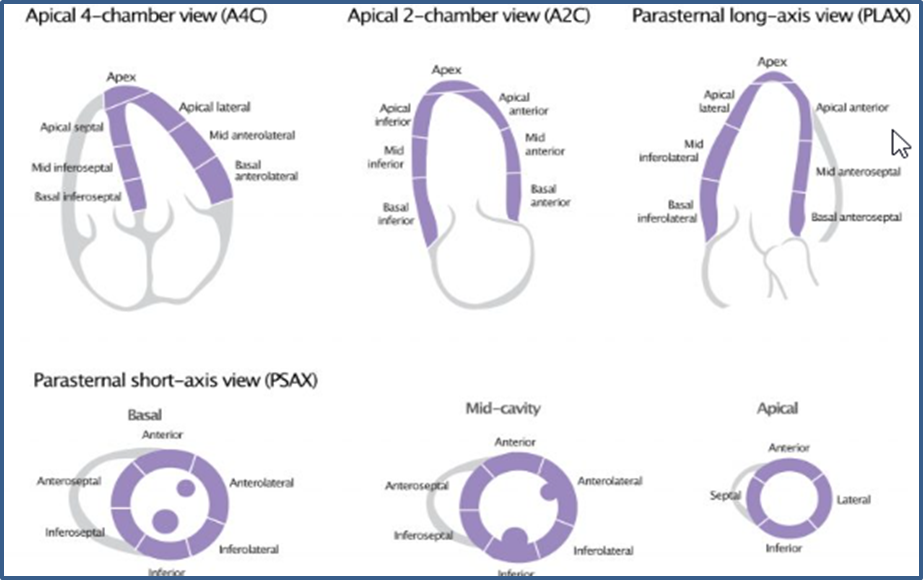 Apical 4-chamber view (A4C)
Apex
Apical lateral
Apical septal
Mid anterolateral
Mid inferoseptal
Basal
anterolateral
Basal inferoseptal
Apical 2-chamber view (A2C)
Apex
Apical
anterior
Apical
inferior
Mid
anterior
Mid
inferior
Basal
anterior
Basal
inferior
Parasternal long-axis view (PLAX)
Apex
Apical
lateral
Apical anterior
Mid
inferolateral
Mid anteroseptal
Basal
inferolateral
Basal anteroseptal
Parasternal short-axis view (PSAX)
Basal
Anterior
Anteroseptal
Anterolateral
Inferoseptal
Inferolateral
Inferior
Mid-cavity
Anterior
Anteroseptal
Anterolateral
Inferoseptal
Inferolateral
Inferior
Apical
Anterior
Septal
Lateral
Inferior